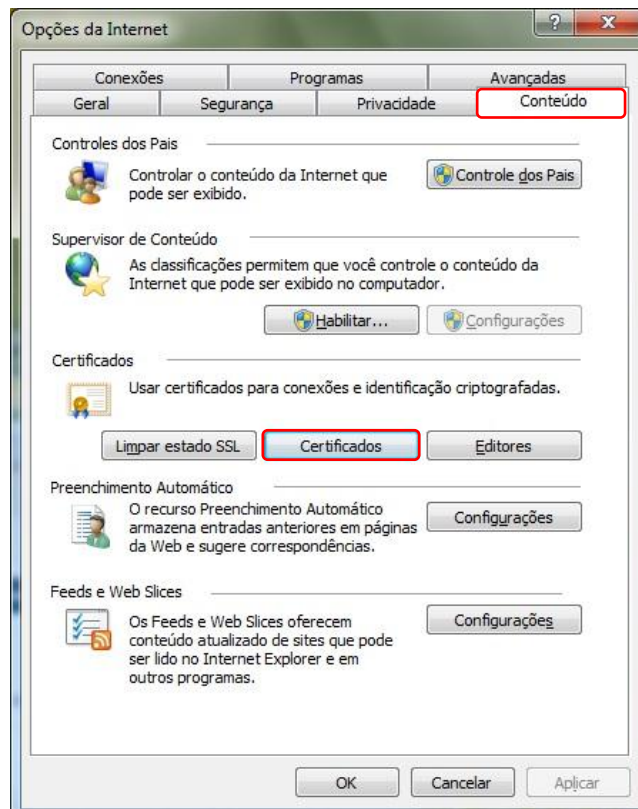 Opções da Internet
?
X
Conexões
Programas
Avançadas
Geral
Segurança
Privacidade
Conteúdo
Controles dos Pais
Controlar o conteúdo da Internet que
pode ser exibido.
Controle dos Pais
Supervisor de Conteúdo
As classificações permitem que você controle o conteúdo da
Internet que pode ser exibido no computador.
Habilitar...
Configurações
Certificados
Usar certificados para conexões e identificação criptografadas.
Limpar estado SSL
Certificados
Editores
Preenchimento Automático
O recurso Preenchimento Automático
armazena entradas anteriores em páginas
da Web e sugere correspondências.
Configurações
Feeds e Web Slices
Os Feeds e Web Slices oferecem
conteúdo atualizado de sites que pode
ser lido no Internet Explorer e em
outros programas.
Configurações
OK
Cancelar
Aplicar